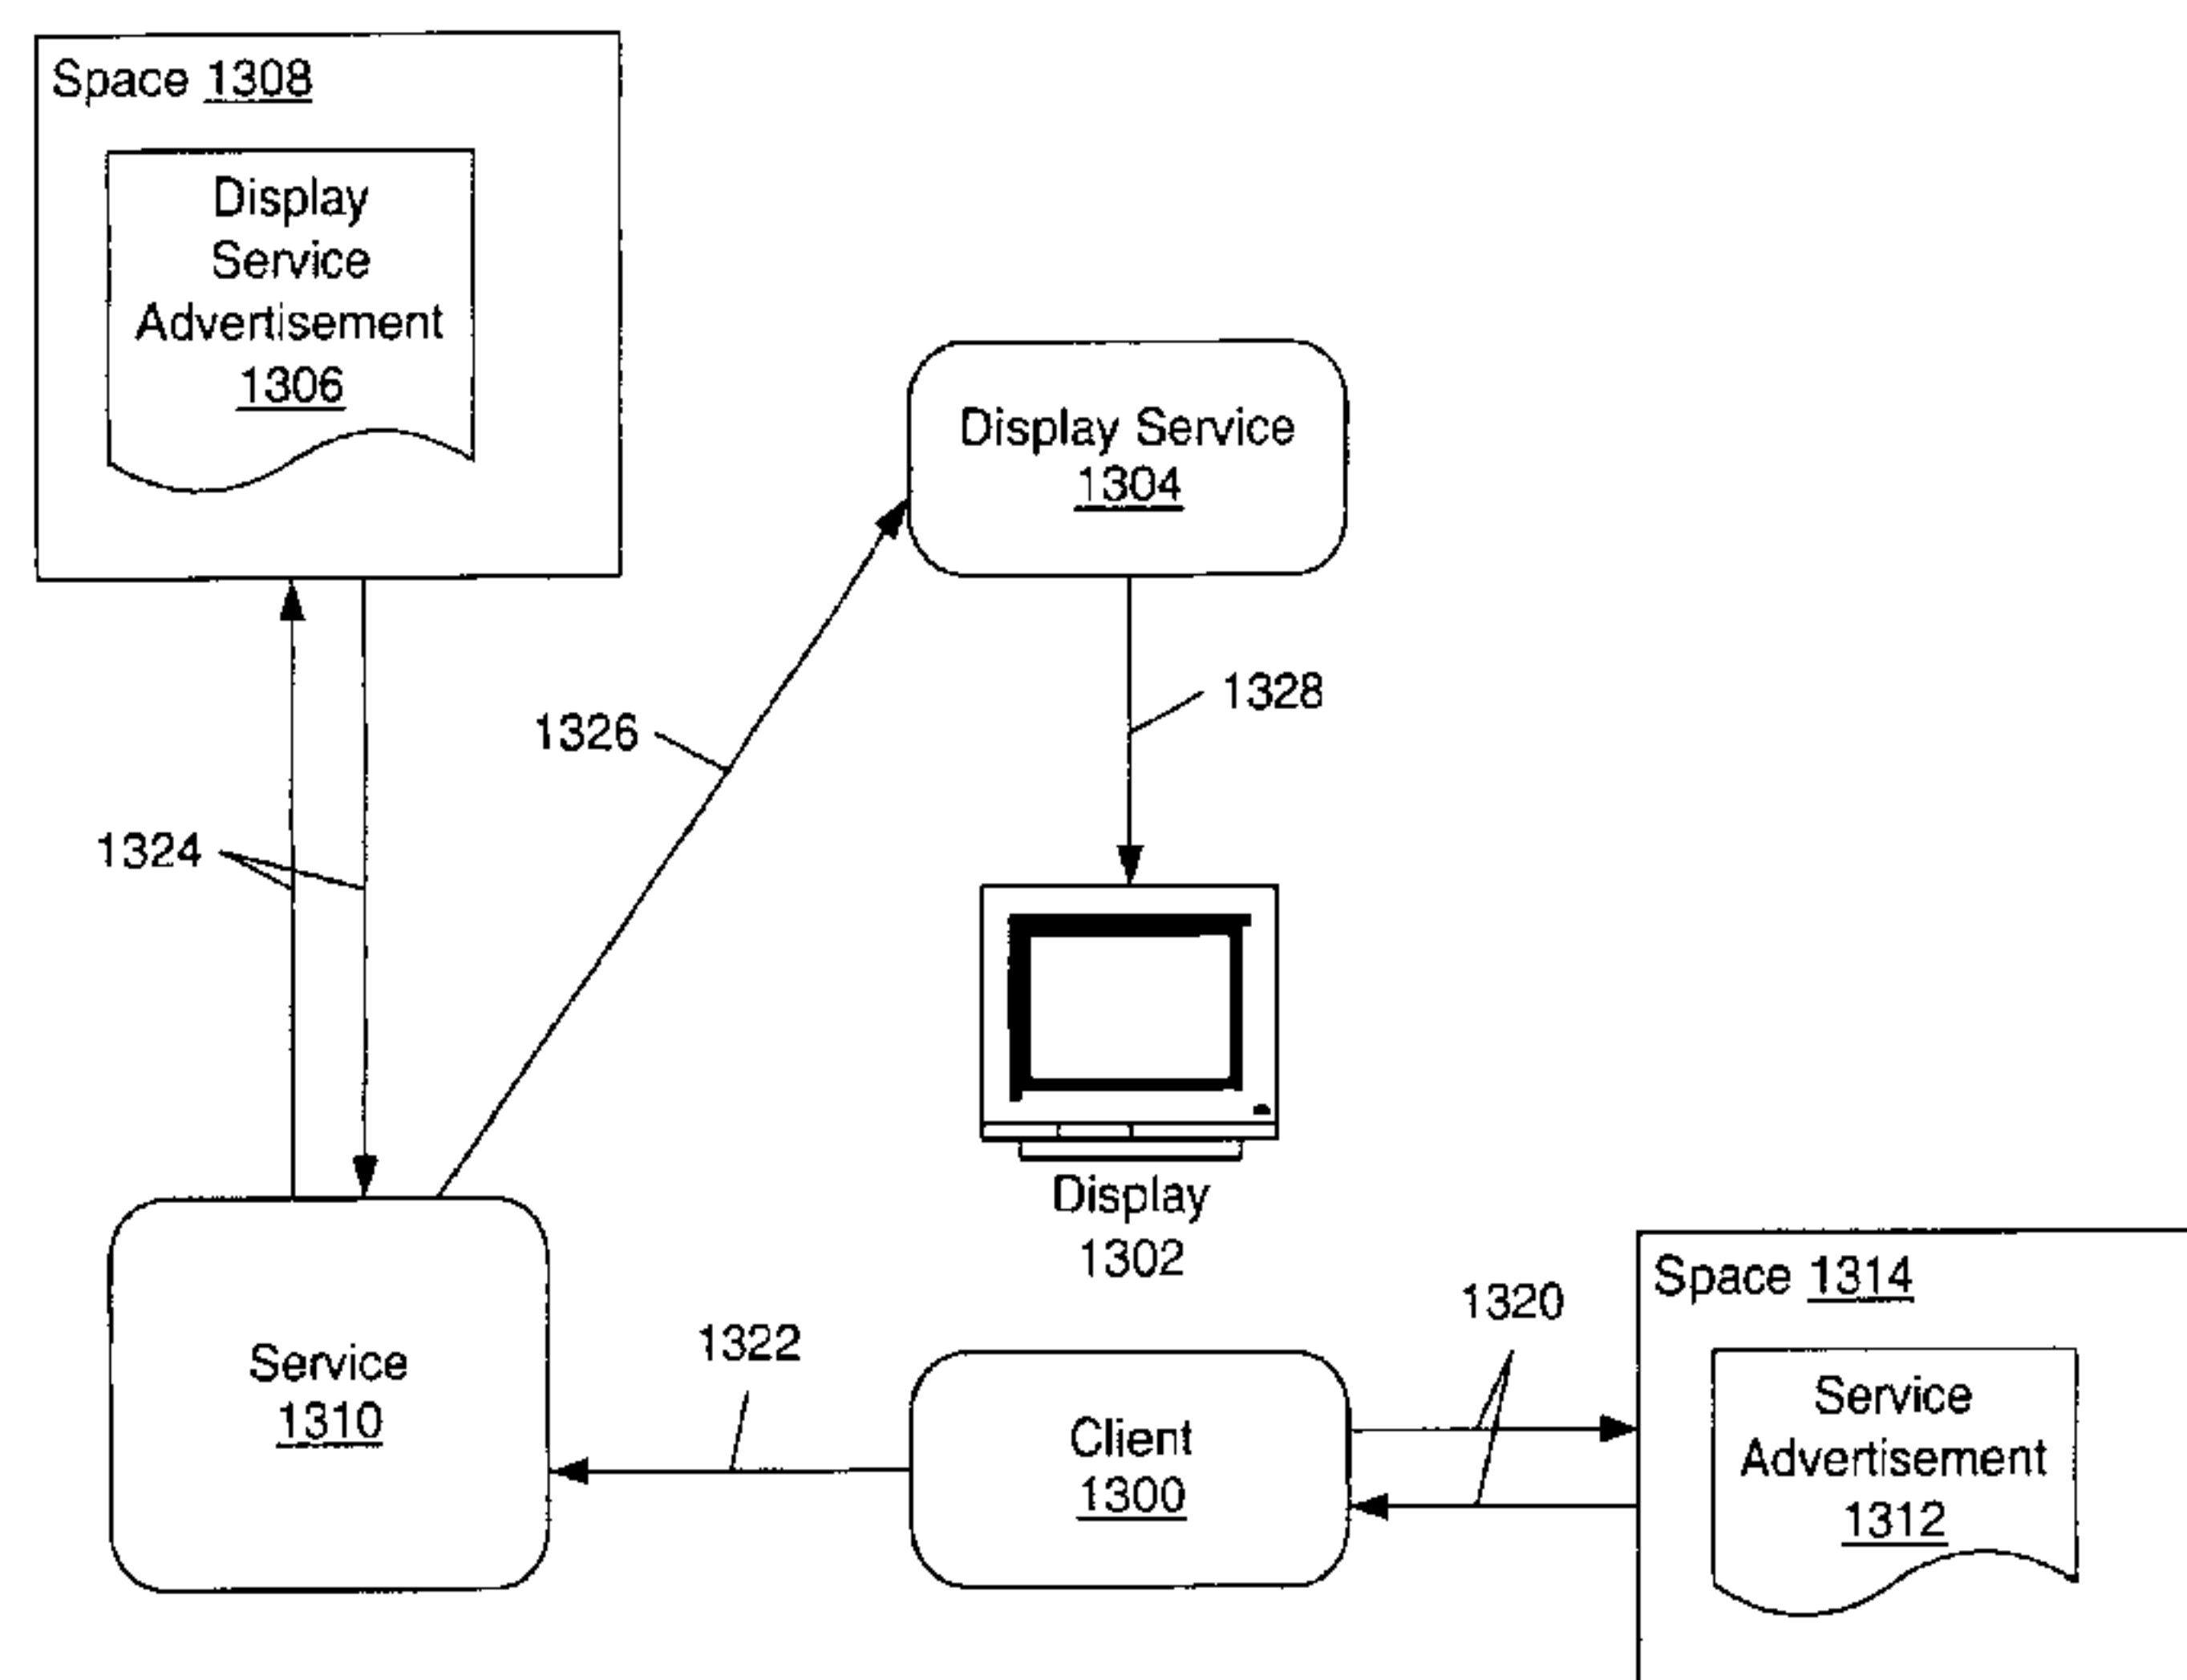 Space 1308
Display
Service
Advertisement
1306
Display Service
1304
1328
1326
1324
Display
1302
Space 1314
1320
1322
Service
1310
Client
1300
Service
Advertisement
1312